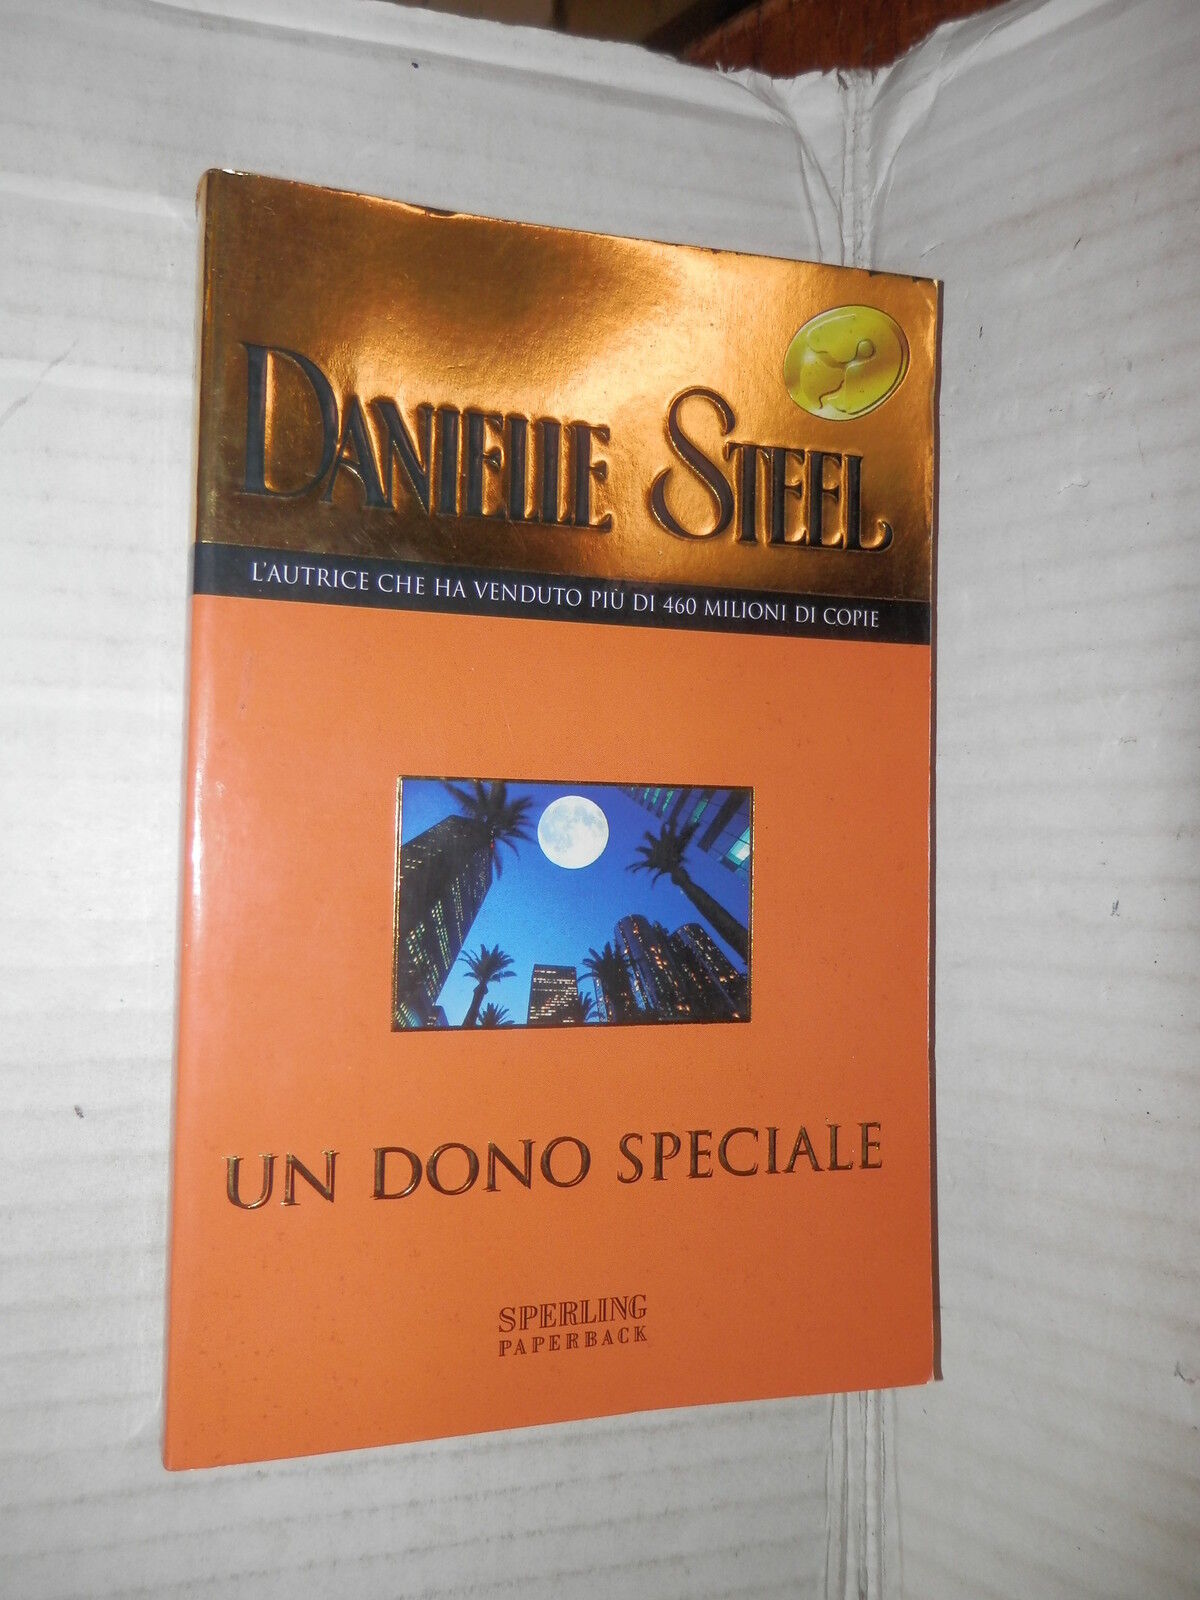 DANIELLE STEEL
L'AUTRICE CHE HA VENDUTO PIÙ DI 460 MILIONI DI COPIE
UN DONO SPECIALE
SPERLING
PAPERBACK